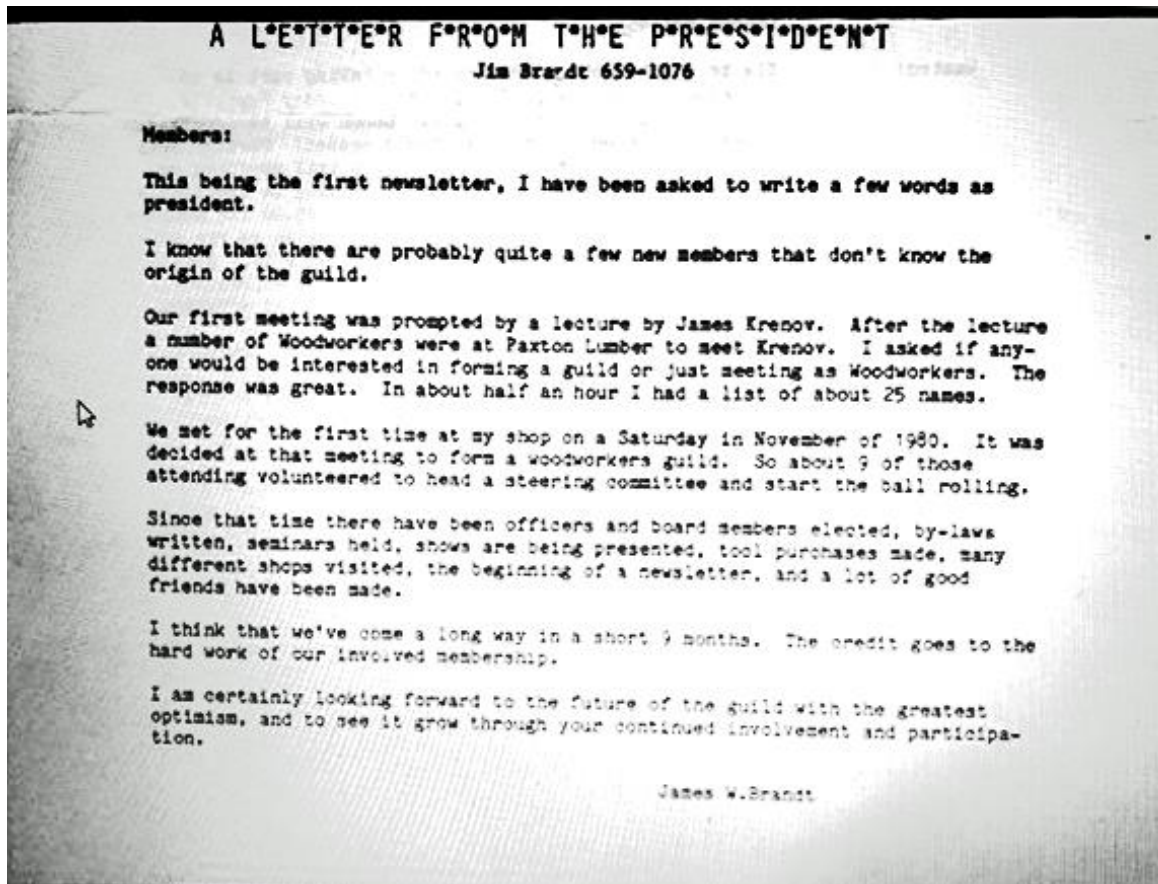 A L*E*T*T*E*R F*R*O*M T*H*E P*R*E*S*I*D*E*N*T
Jim Brandt 659-1076
Members:
This being the first newsletter, I have been asked to write a few words as
president.
I know that there are probably quite a few new members that don't know the
origin of the guild.
Our first meeting was prompted by a lecture by James Krenov. After the lecture
a number of Woodworkers were at Paxton Lumber to meet Krenov. I asked if any-
one would be interested in forming a guild or just meeting as Woodworkers. The
response was great. In about half an hour I had a list of about 25 names.
We met for the first time at my shop on a Saturday in November of 1980. It was
decided at that meeting to form a woodworkers guild. So about 9 of those
attending volunteered to head a steering committee and start the ball rolling.
Since that time there have been officers and board members elected, by-laws
written, seminars held, shows are being presented, tool purchases made, many
different shops visited, the beginning of a newsletter, and a lot of good
friends have been made.
I think that we've come a long way in a short 9 months. The credit goes to the
hard work of our involved membership.
I am certainly looking forward to the future of the guild with the greatest
optimism, and to see it grow through your continued involvement and participa-
tion.
James W.Brandt